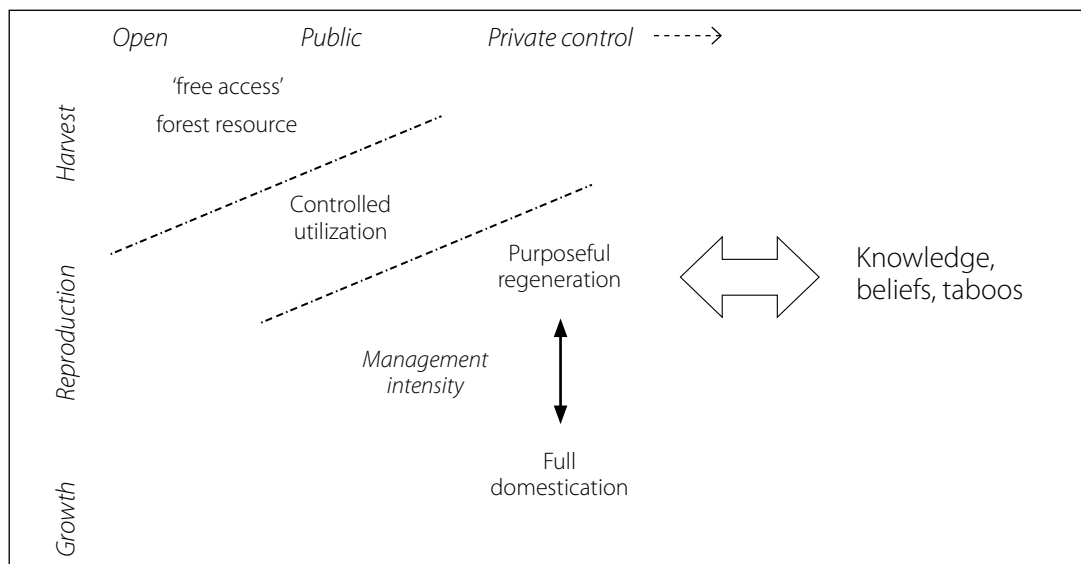 Open Public Private control
'free access'
forest resource
Harvest
Controlled
utilization
Purposeful
regeneration
Knowledge,
beliefs, taboos
Reproduction
Management
intensity
Full
domestication
Growth